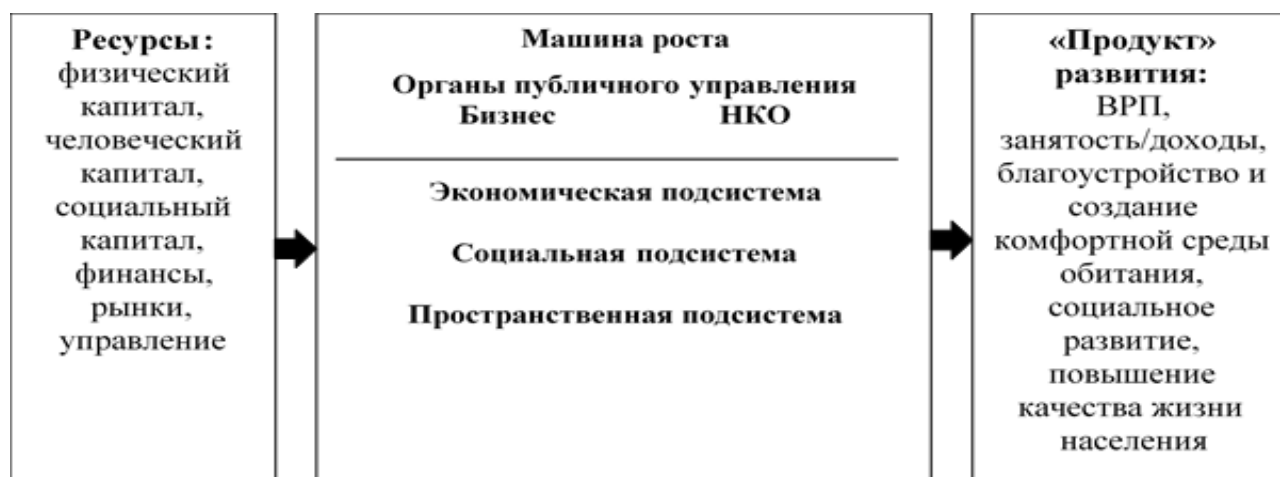 Ресурсы:
физический
капитал,
человеческий
капитал,
социальный
капитал,
финансы,
рынки,
управление
Машина роста
Органы публичного управления
Бизнес НКО
Экономическая подсистема
Социальная подсистема
Пространственная подсистема
«Продукт»
развития:
ВРП,
занятость/доходы,
благоустройство и
создание
комфортной среды
обитания,
социальное
развитие,
повышение
качества жизни
населения